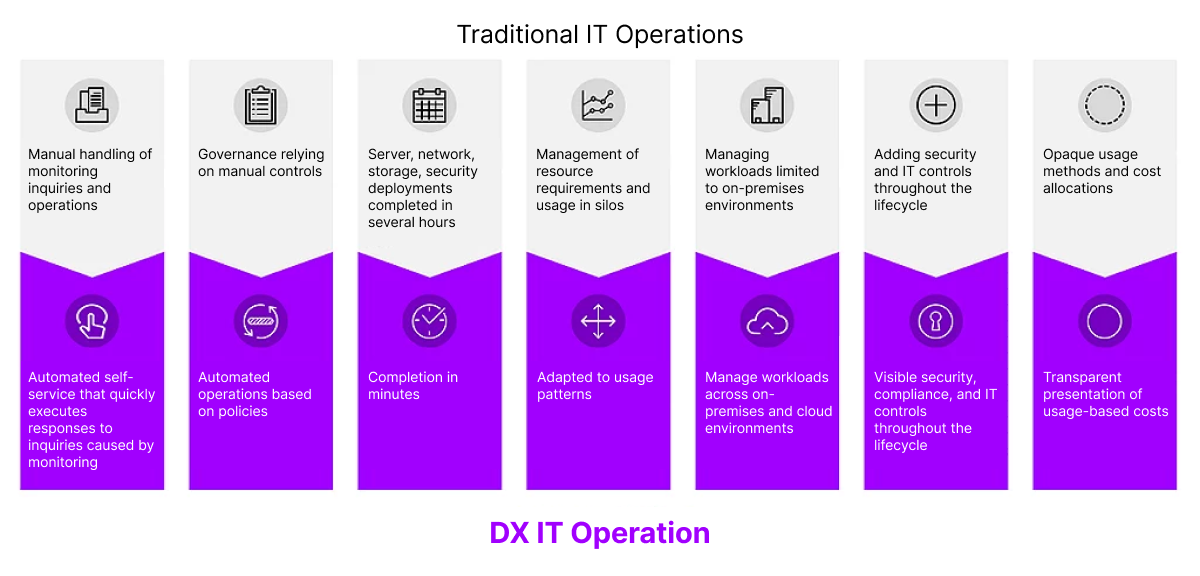 Traditional IT Operations
Manual handling of
monitoring
inquiries and
operations
Governance relying
on manual controls
Server, network,
storage, security
deployments
completed in
several hours
Management of
resource
requirements and
usage in silos
Managing
workloads limited
to on-premises
environments
Adding security
and IT controls
throughout the
lifecycle
Opaque usage
methods and cost
allocations
Automated self-
service that quickly
executes
responses to
inquiries caused by
monitoring
Automated
operations based
on policies
Completion in
minutes
Adapted to usage
patterns
Manage workloads
across on-
premises and cloud
environments
Visible security,
compliance, and IT
controls
throughout the
lifecycle
Transparent
presentation of
usage-based costs
DX IT Operation